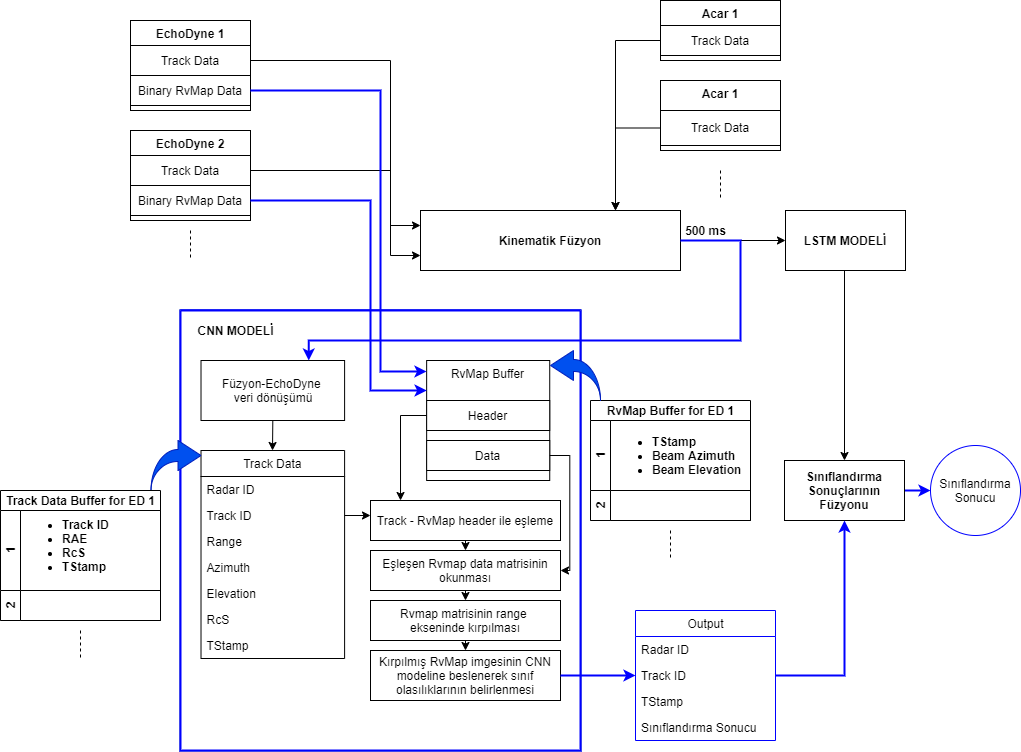 EchoDyne 1
Track Data
Binary RvMap Data
EchoDyne 2
Track Data
Binary RvMap Data
Acar 1
Track Data
Acar 1
Track Data
Kinematik Füzyon
500 ms
LSTM MODELİ
CNN MODELİ
Füzyon-EchoDyne
veri dönüşümü
RvMap Buffer
Header
Data
RvMap Buffer for ED 1
1
TStamp
Beam Azimuth
Beam Elevation
2
Track Data
Radar ID
Track ID
Range
Azimuth
Elevation
RcS
TStamp
Track Data Buffer for ED 1
1
Track ID
RAE
RcS
TStamp
2
Track - RvMap header ile eşleme
Eşleşen Rvmap data matrisinin
okunması
Rvmap matrisinin range
ekseninde kırpılması
Kırpılmış RvMap imgesinin CNN
modeline beslenerek sınıf
olasılıklarının belirlenmesi
Sınıflandırma
Sonuçlarının
Füzyonu
Sınıflandırma
Sonucu
Output
Radar ID
Track ID
TStamp
Sınıflandırma Sonucu